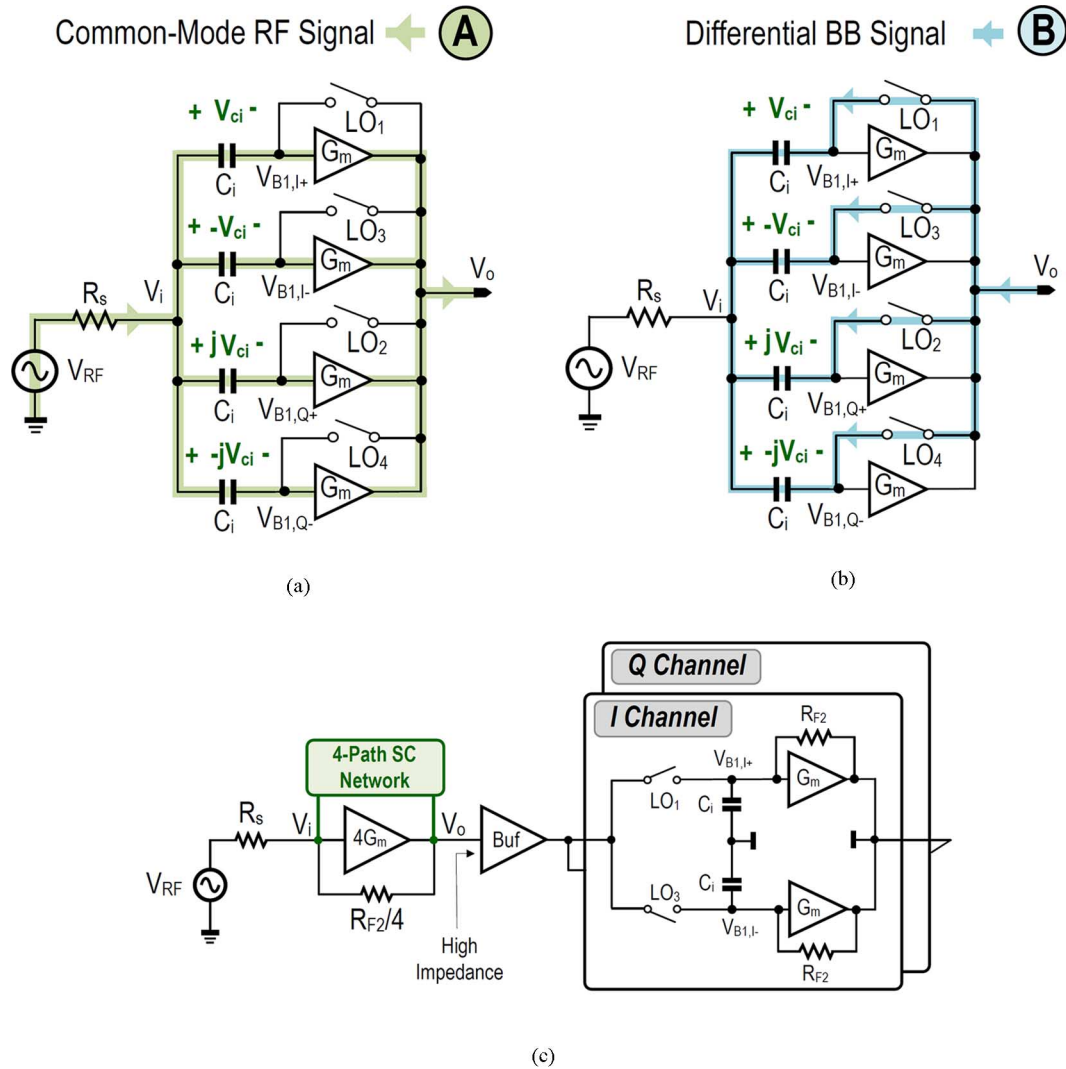 Common-Mode RF Signal A
Differential BB Signal B
+ Vci -
LO1
Gm
Ci
VB1,I+
+ -Vci -
LO3
Gm
Ci
VB1,I-
Vo
Rs
Vi
+ jVci -
LO2
VRF
Gm
Ci
VB1,Q+
+ -jVci -
LO4
Gm
Ci
VB1,Q-
(a)
+ Vci -
LO1
Gm
Ci
VB1,I+
+ -Vci -
LO3
Gm
Ci
VB1,I-
Vo
Rs
Vi
+ jVci -
LO2
VRF
Gm
Ci
VB1,Q+
+ -jVci -
LO4
Gm
Ci
VB1,Q-
(b)
Q Channel
I Channel
RF2
4-Path SC
Network
VB1,I+
Gm
LO1
Ci
Rs
Vi
4Gm
Vo
Buf
VRF
RF2/4
Ci
LO3
Gm
VB1,I-
RF2
High
Impedance
(c)